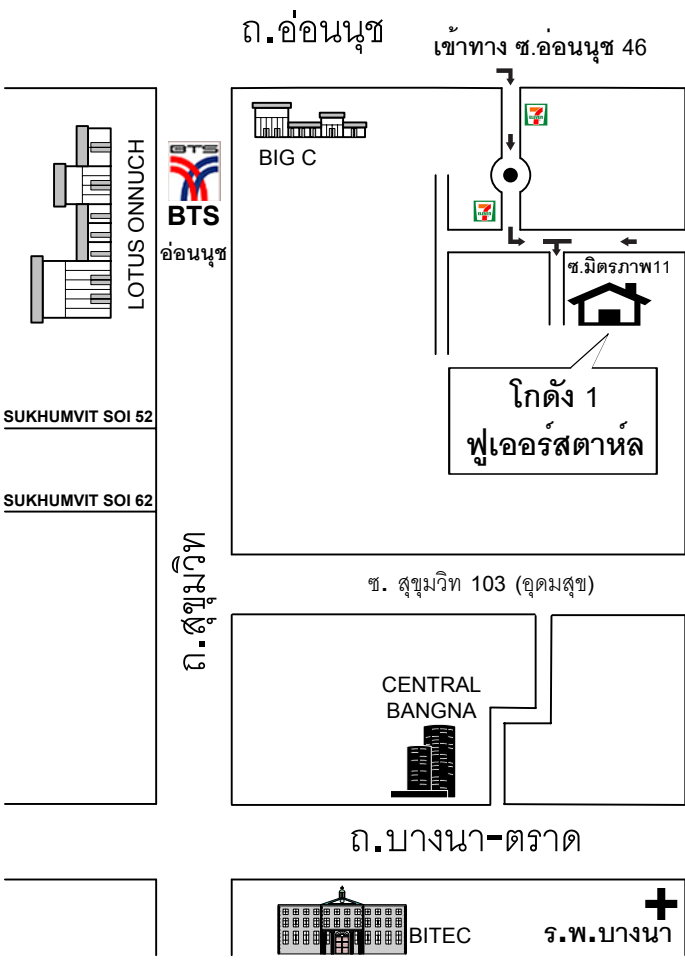 ถ.อ่อนนุช
เข้าทาง ซ.อ่อนนุช 46
7
ELEVEN
BIG C
LOTUS ONNUCH
BTS
BTS
อ่อนนุช
7
ELEVEN
ซ.มิตรภาพ11
โกดัง 1
ฟูเออร์สตาห์ล
SUKHUMVIT SOI 52
SUKHUMVIT SOI 62
ถ.สุขุมวิท
ซ. สุขุมวิท 103 (อุดมสุข)
CENTRAL
BANGNA
ถ.บางนา-ตราด
BITEC
ร.พ.บางนา